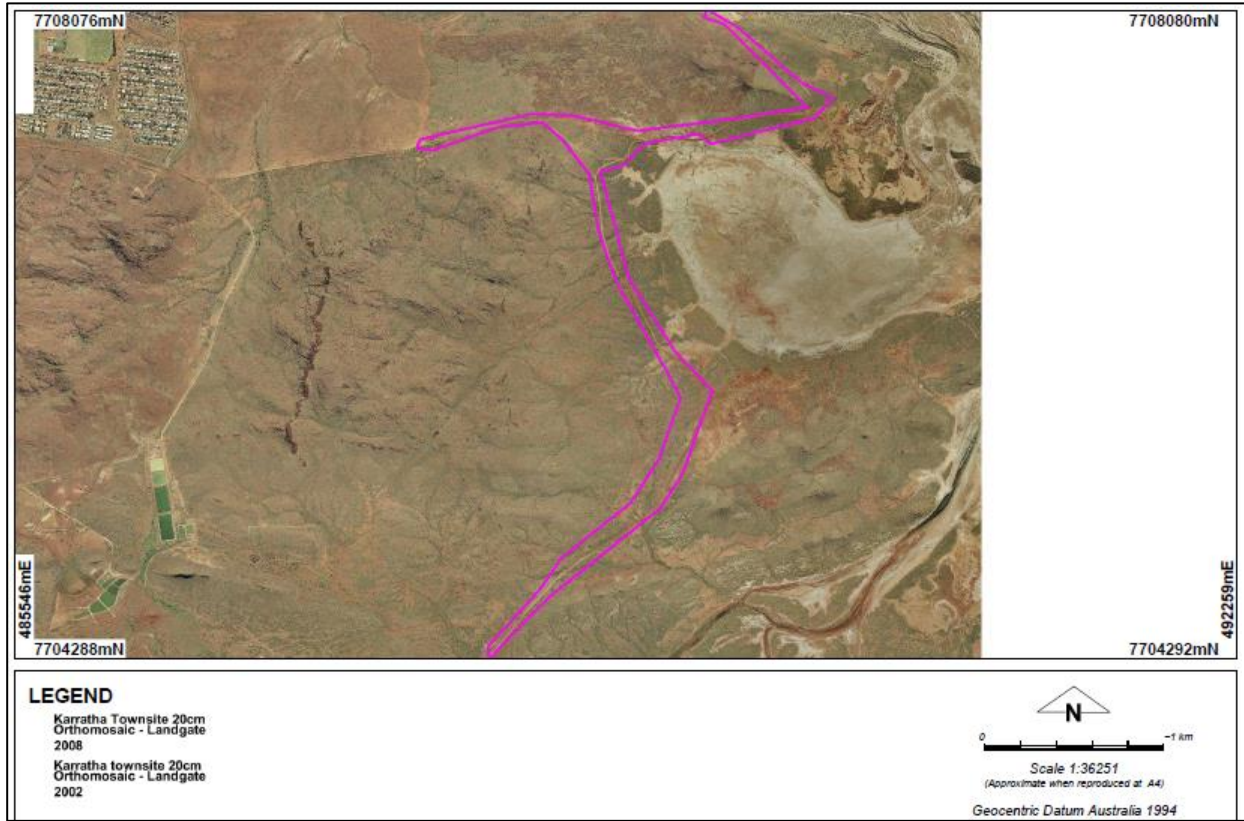 7708076mN
7708080mN
485546mE
492259mE
7704288mN
7704292mN
LEGEND
Karratha Townsite 20cm
Orthomosaic - Landgate
2008
Karratha townsite 20cm
Orthomosaic - Landgate
2002
N
0
~1 km
Scale 1:36251
(Approximate when reproduced at A4)
Geocentric Datum Australia 1994